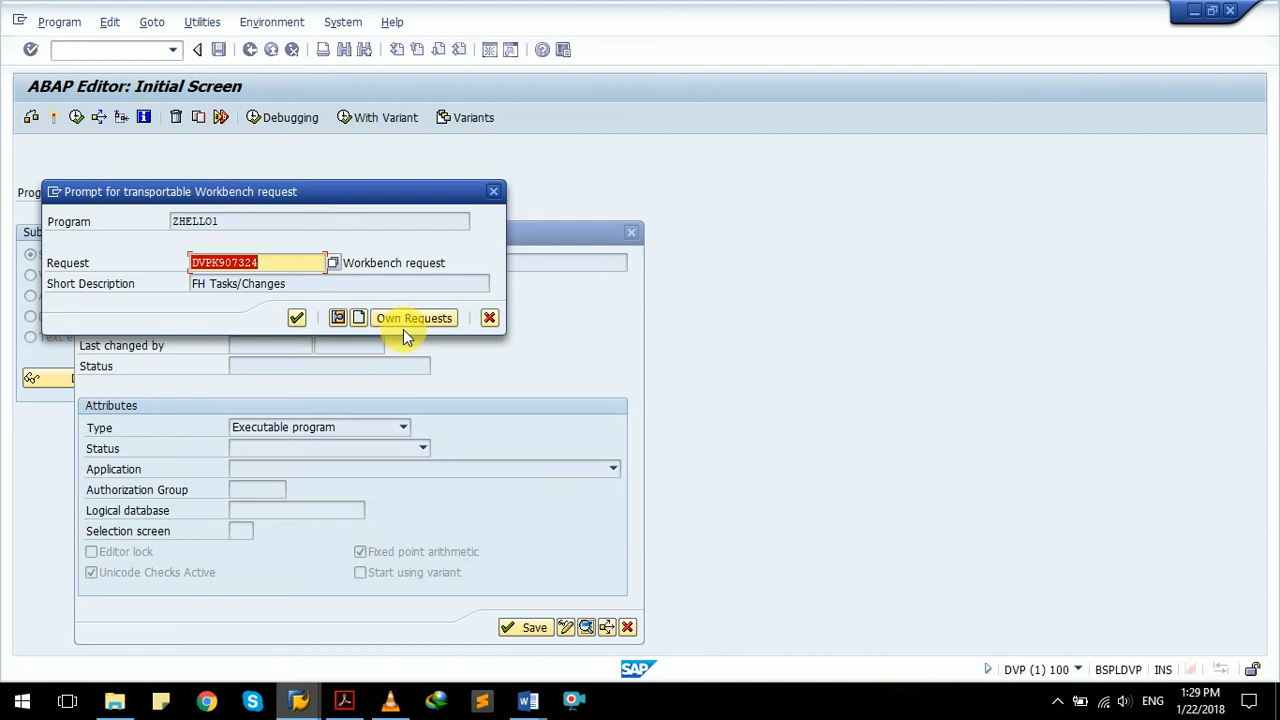 Program Edit Goto Utilities Environment System Help
ABAP Editor: Initial Screen
Debugging With Variant Variants
Prompt for transportable Workbench request
Prog
Program ZHELLO1
Sub
Request DVPK907324 Workbench request
Short Description FH Tasks/Changes
Own Requests
Text e
Last changed by
Status
Attributes
Type Executable program
Status
Application
Authorization Group
Logical database
Selection screen
Editor lock Fixed point arithmetic
Unicode Checks Active Start using variant
Save
SAP DVP (1) 100 BSPLDVP INS
ENG 1:29 PM
1/22/2018